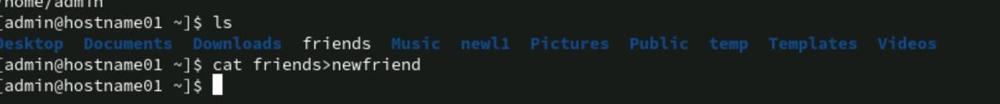 /home/admin
[admin@hostname01 ~]$ ls
Desktop Documents Downloads friends Music newl1 Pictures Public temp Templates Videos
[admin@hostname01 ~]$ cat friends>newfriend
[admin@hostname01 ~]$